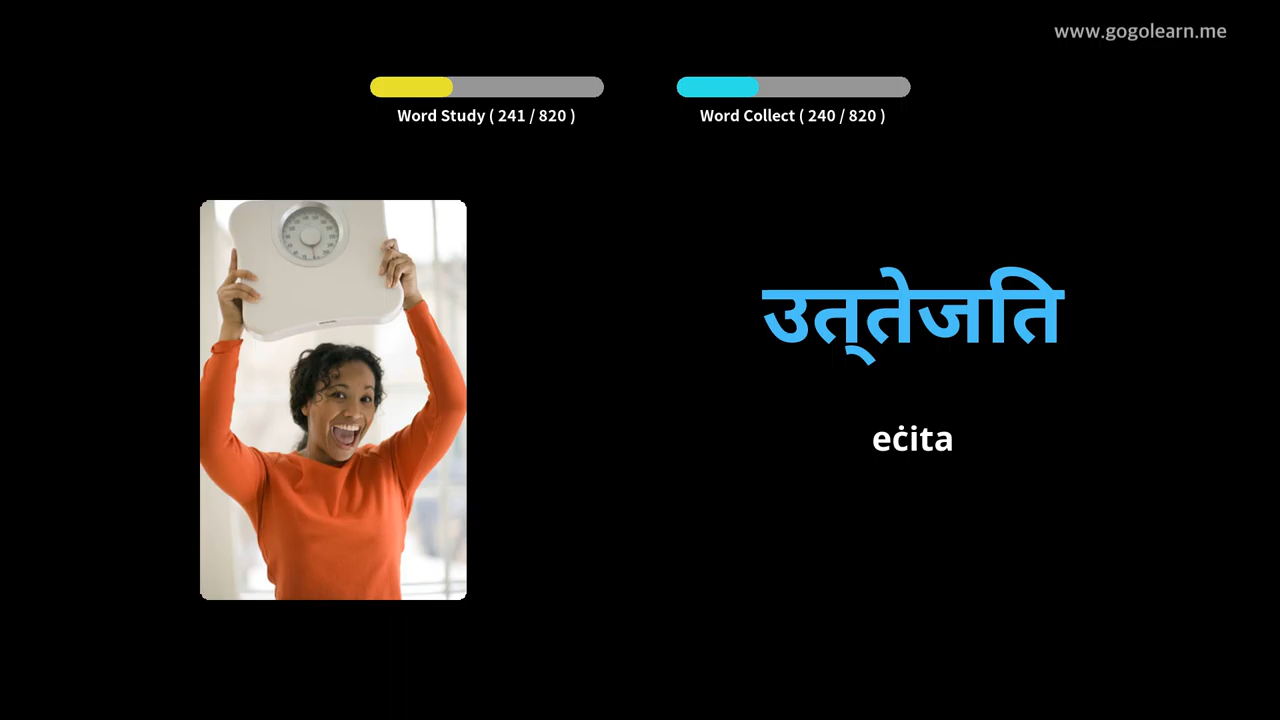 www.gogolearn.me
Word Study ( 241 / 820 )
Word Collect ( 240 / 820 )
उत्तेजति
eċita